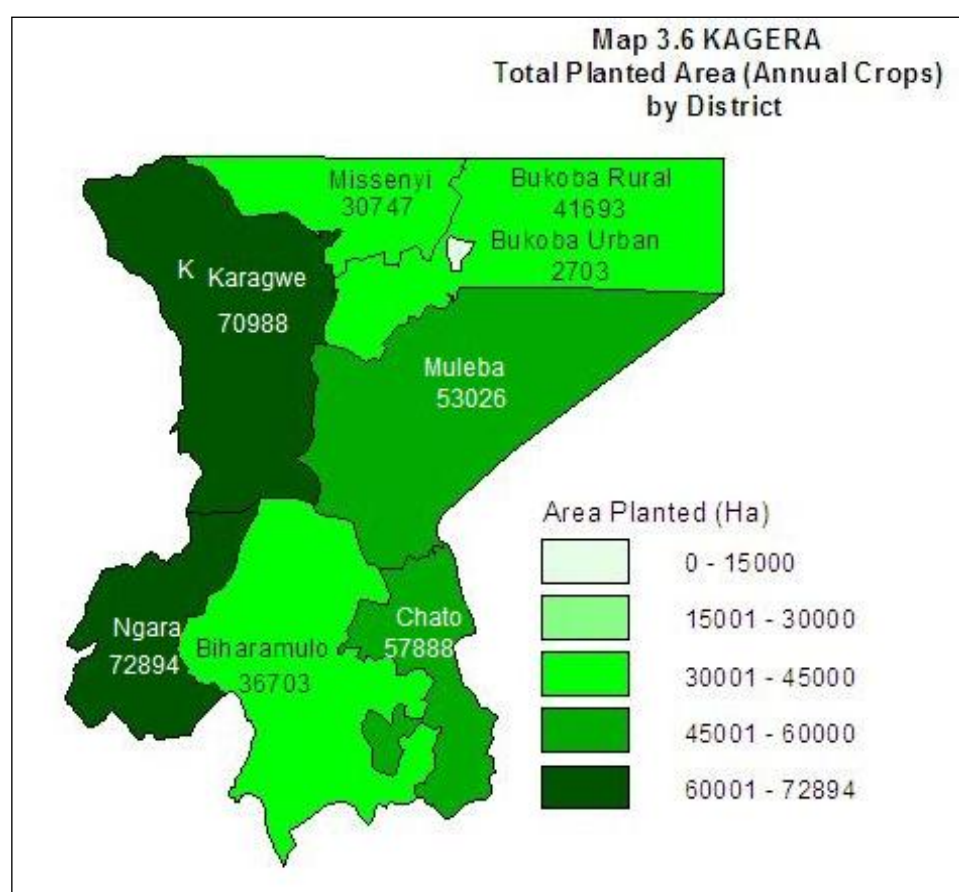 Map 3.6 KAGERA
Total Planted Area (Annual Crops)
by District
Missenyi
30747
Bukoba Rural
41693
Bukoba Urban
2703
K Karagwe
70988
Muleba
53026
Ngara
72894
Biharamulo
36703
Chato
57888
Area Planted (Ha)
0 - 15000
15001 - 30000
30001 - 45000
45001 - 60000
60001 - 72894